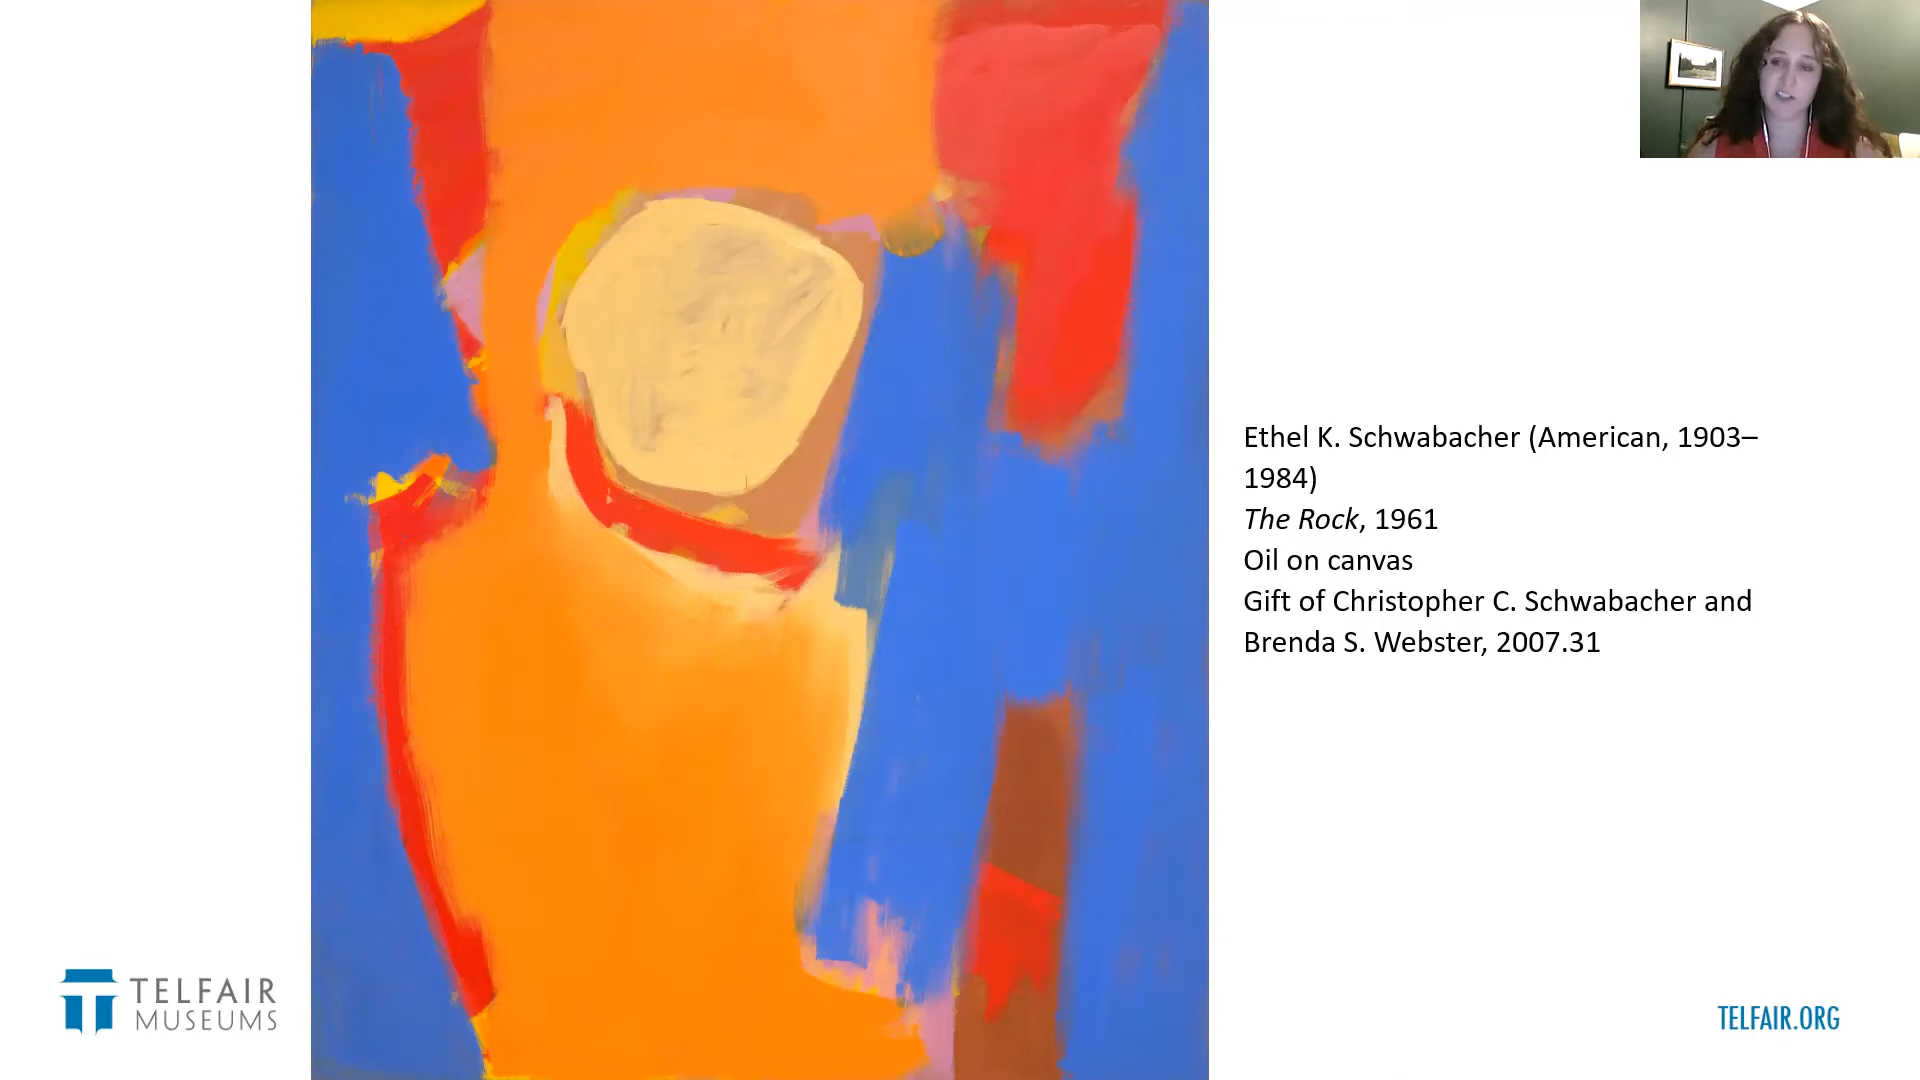 Ethel K. Schwabacher (American, 1903–
1984)
The Rock, 1961
Oil on canvas
Gift of Christopher C. Schwabacher and
Brenda S. Webster, 2007.31
TELFAIR
MUSEUMS
TELFAIR.ORG